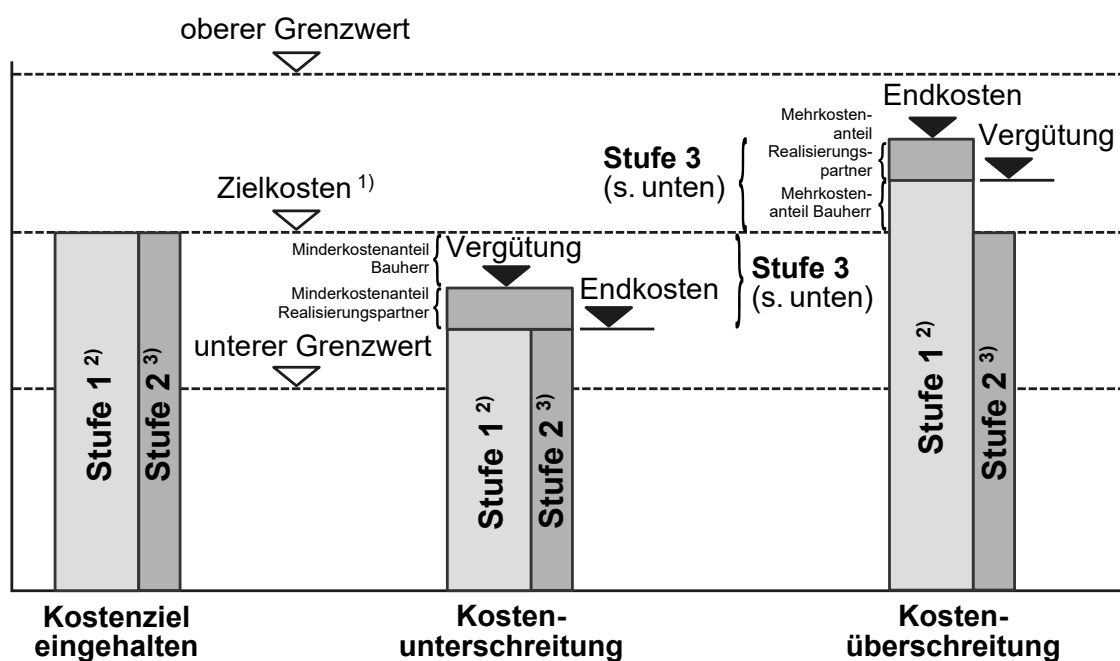 oberer Grenzwert
Zielkosten 1)
unterer Grenzwert
Stufe 1 2)
Stufe 2 3)
Kostenziel
eingehalten
Minderkostenanteil
Bauherr
Minderkostenanteil
Realisierungspartner
Vergütung
Endkosten
Stufe 3
(s. unten)
Stufe 1 2)
Stufe 2 3)
Kosten-
unterschreitung
Stufe 3
(s. unten)
Mehrkosten-
anteil
Realisierungs-
partner
Mehrkosten-
anteil Bauherr
Endkosten
Vergütung
Stufe 1 2)
Stufe 2 3)
Kosten-
überschreitung